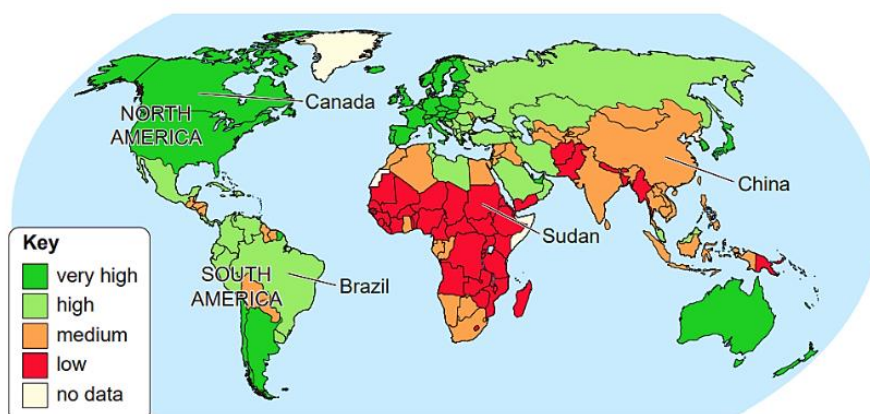 Canada
NORTH
AMERICA
China
Sudan
SOUTH
AMERICA
Brazil
Key
very high
high
medium
low
no data